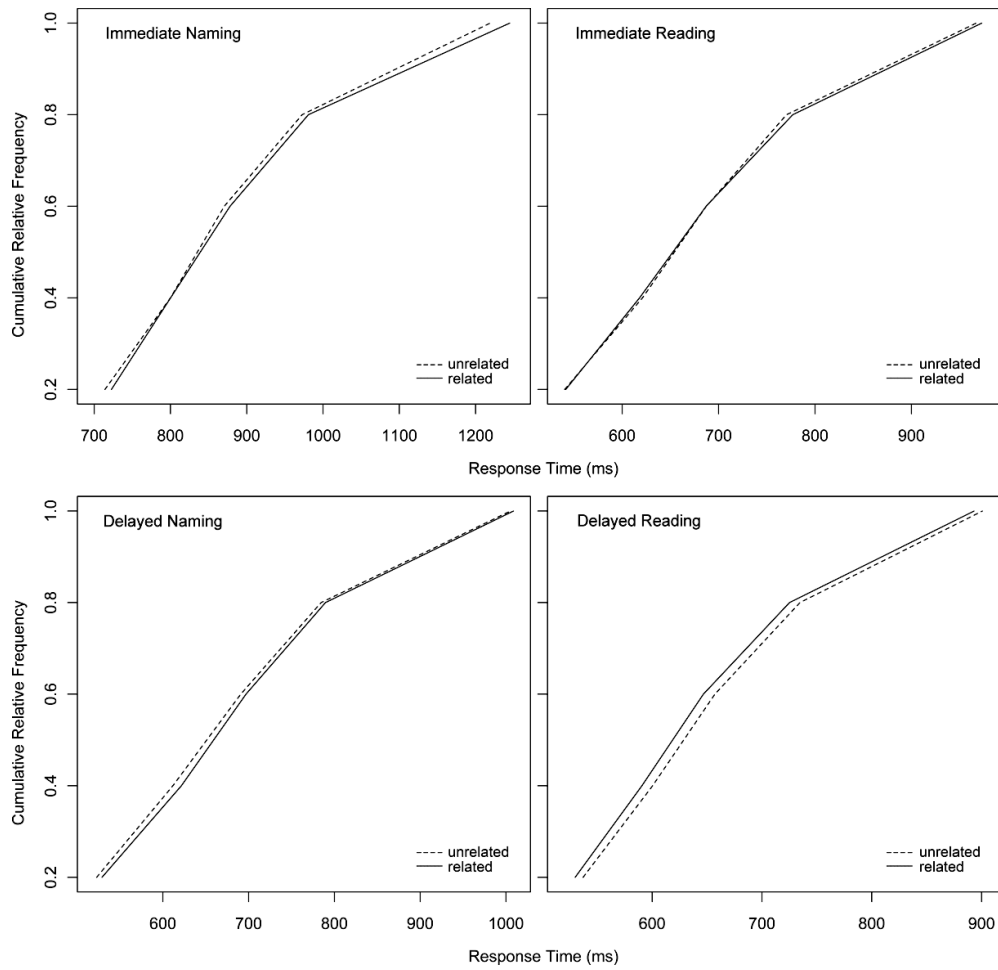 Immediate Naming
Immediate Reading
Cumulative Relative Frequency
1.0
0.8
0.6
0.4
0.2
unrelated
related
unrelated
related
700 800 900 1000 1100 1200
600 700 800 900
Response Time (ms)
Delayed Naming
Delayed Reading
Cumulative Relative Frequency
1.0
0.8
0.6
0.4
0.2
unrelated
related
unrelated
related
600 700 800 900 1000
600 700 800 900
Response Time (ms)